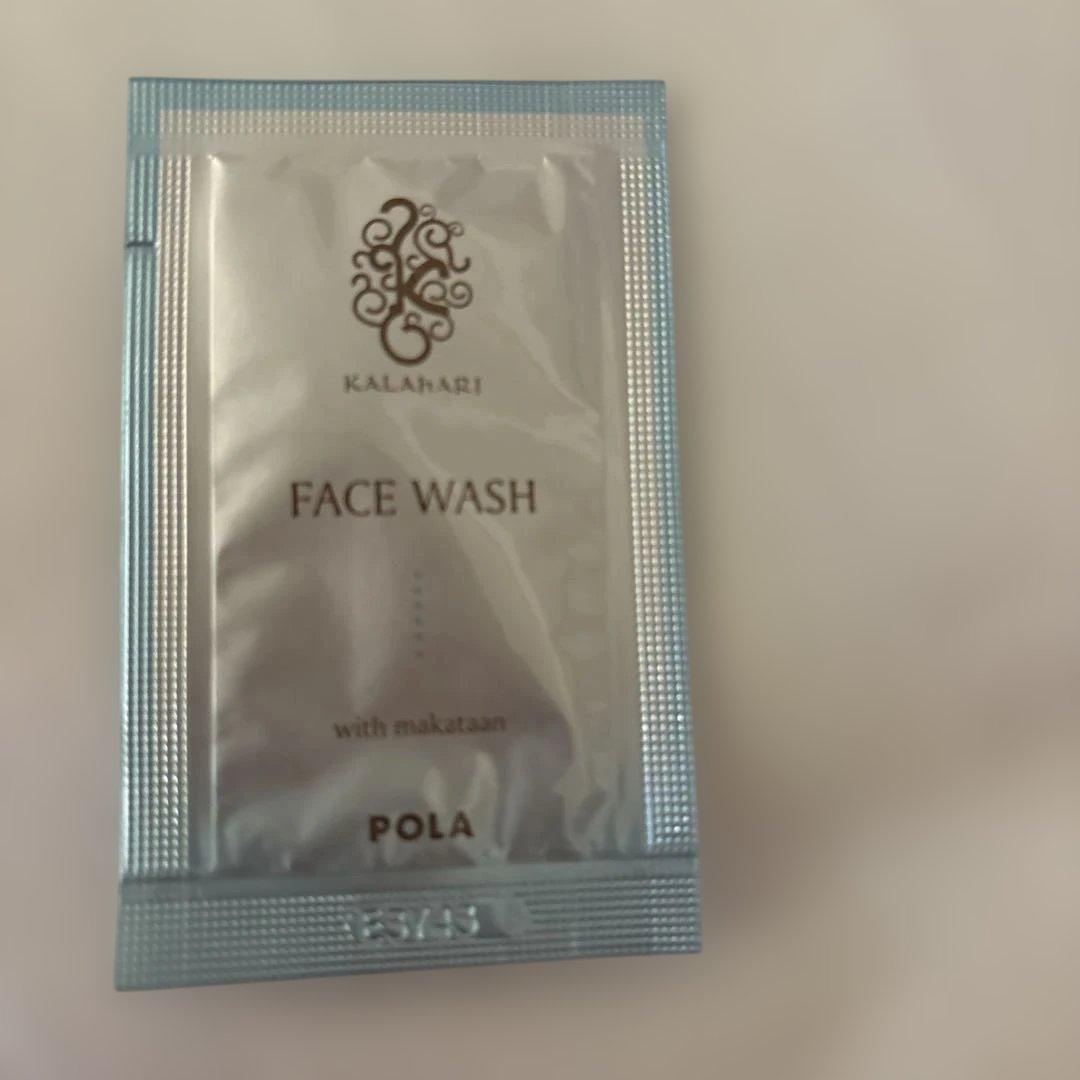 K
KALAhARI
FACE WASH
with makataan
POLA